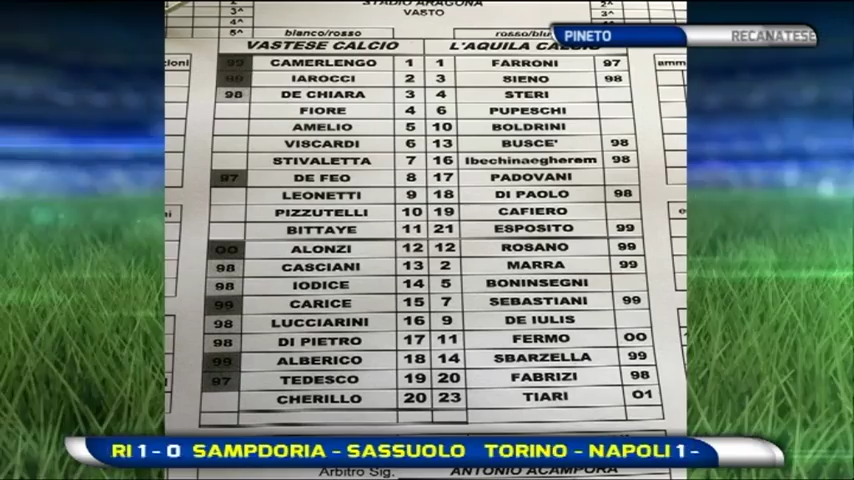 STADIO ARAGONA
VASTO
3^
4^
5^
2^
3^
PINETO RECANATESE
bianco/rosso rosso/blu
VASTESE CALCIO L'AQUILA CALCIO
99 CAMERLENGO 1 1 FARRONI 97
IAROCCI 2 3 SIENO 98
98 DE CHIARA 3 4 STERI
FIORE 4 6 PUPESCHI
AMELIO 5 10 BOLDRINI
VISCARDI 6 13 BUSCE' 98
STIVALETTA 7 16 Ibechinaegherem 98
97 DE FEO 8 17 PADOVANI
LEONETTI 9 18 DI PAOLO 98
PIZZUTELLI 10 19 CAFIERO
BITTAYE 11 21 ESPOSITO 99
00 ALONZI 12 12 ROSANO 99
98 CASCIANI 13 2 MARRA 99
98 IODICE 14 5 BONINSEGNI
99 CARICE 15 7 SEBASTIANI 99
98 LUCCIARINI 16 9 DE IULIS
98 DI PIETRO 17 11 FERMO 00
99 ALBERICO 18 14 SBARZELLA 99
97 TEDESCO 19 20 FABRIZI 98
CHERILLO 20 23 TIARI 01
RI 1 - 0 SAMPDORIA - SASSUOLO TORINO - NAPOLI 1 -
Arbitro Sig. ANTONIO ACAMPORA